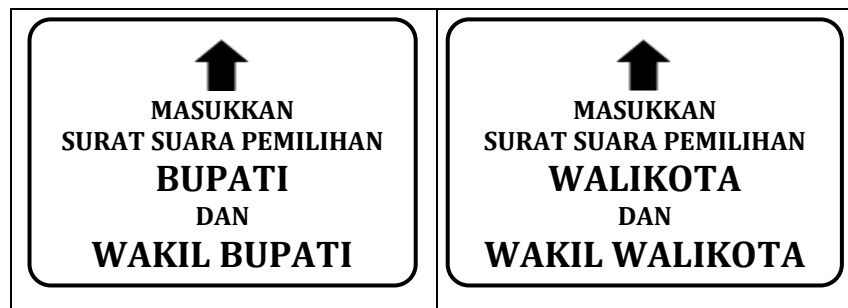 MASUKKAN
SURAT SUARA PEMILIHAN
BUPATI
DAN
WAKIL BUPATI
MASUKKAN
SURAT SUARA PEMILIHAN
WALIKOTA
DAN
WAKIL WALIKOTA